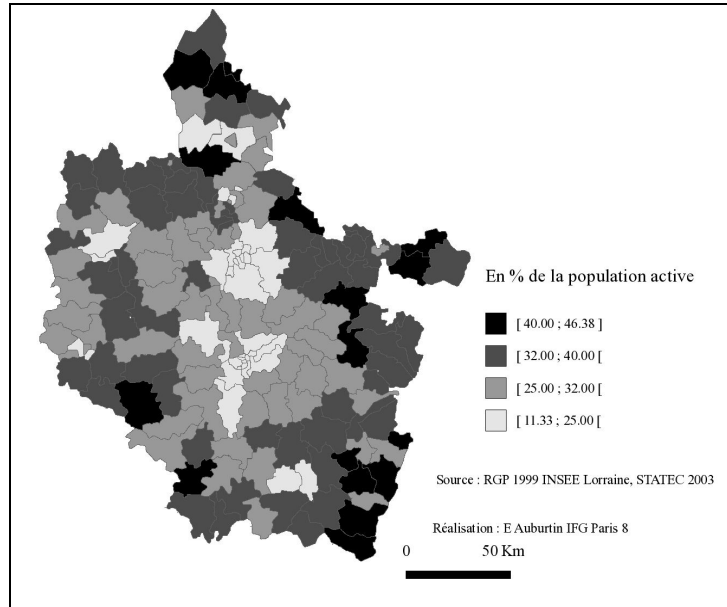 En % de la population active
[ 40.00 ; 46.38 ]
[ 32.00 ; 40.00 [
[ 25.00 ; 32.00 [
[ 11.33 ; 25.00 [
Source : RGP 1999 INSEE Lorraine, STATEC 2003
Réalisation : E Auburtin IFG Paris 8
0 50 Km